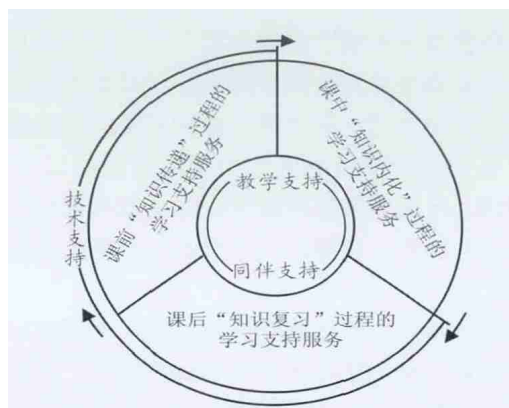 课前“知识传递”过程的
学习支持服务
课中“知识内化”过程的
学习支持服务
技术支持
教学支持
同伴支持
课后“知识复习”过程的
学习支持服务